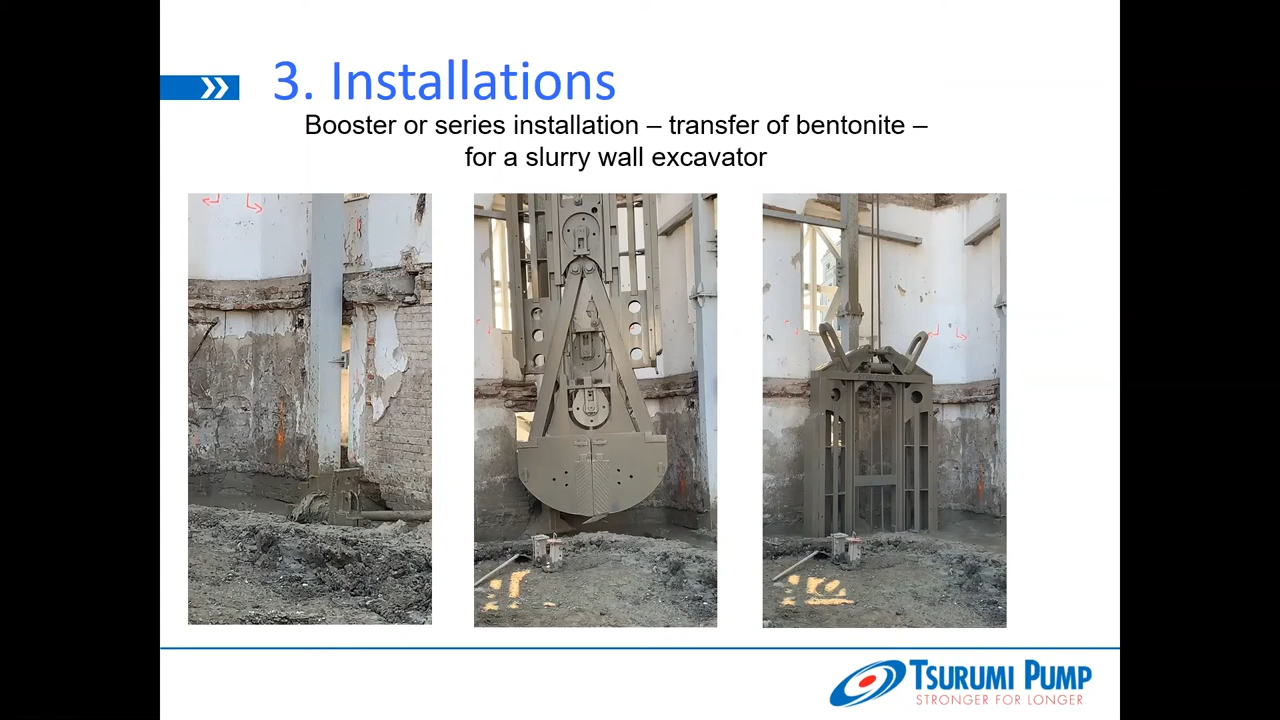 3. Installations
Booster or series installation – transfer of bentonite –
for a slurry wall excavator
TSURUMI PUMP
STRONGER FOR LONGER